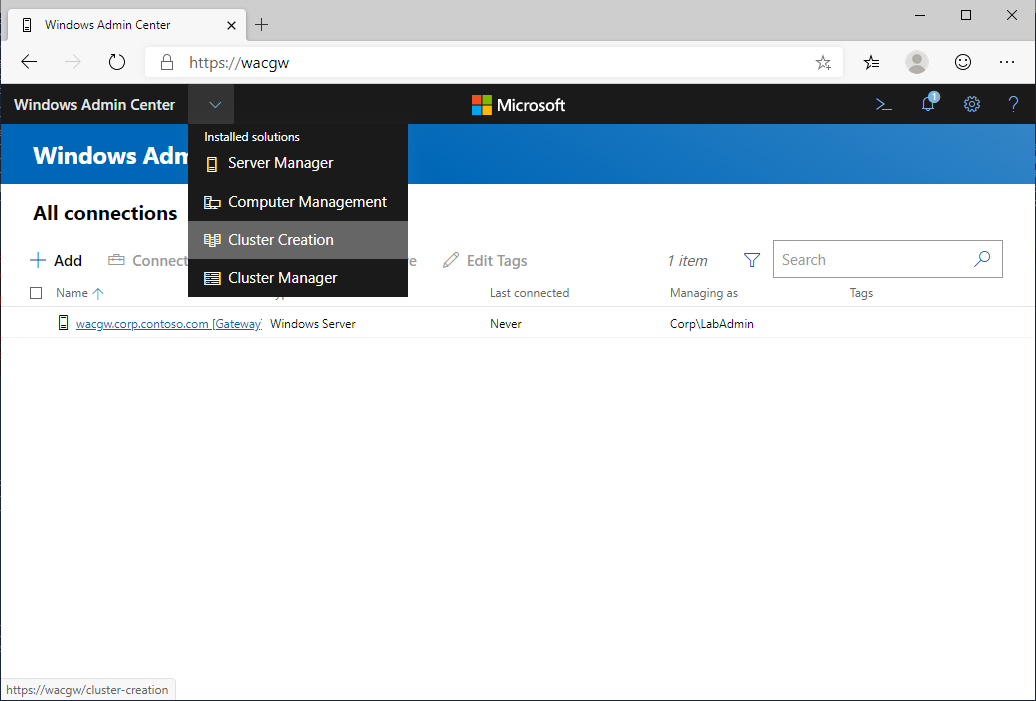 Windows Admin Center
https://wacgw
Windows Admin Center
Microsoft
1
?
Installed solutions
Server Manager
Computer Management
Cluster Creation
Cluster Manager
Windows Adm
All connections
Add
Connect
Edit Tags
1 item
Search
Name
Last connected
Managing as
Tags
wacgw.corp.contoso.com [Gateway]
Windows Server
Never
Corp\LabAdmin
https://wacgw/cluster-creation